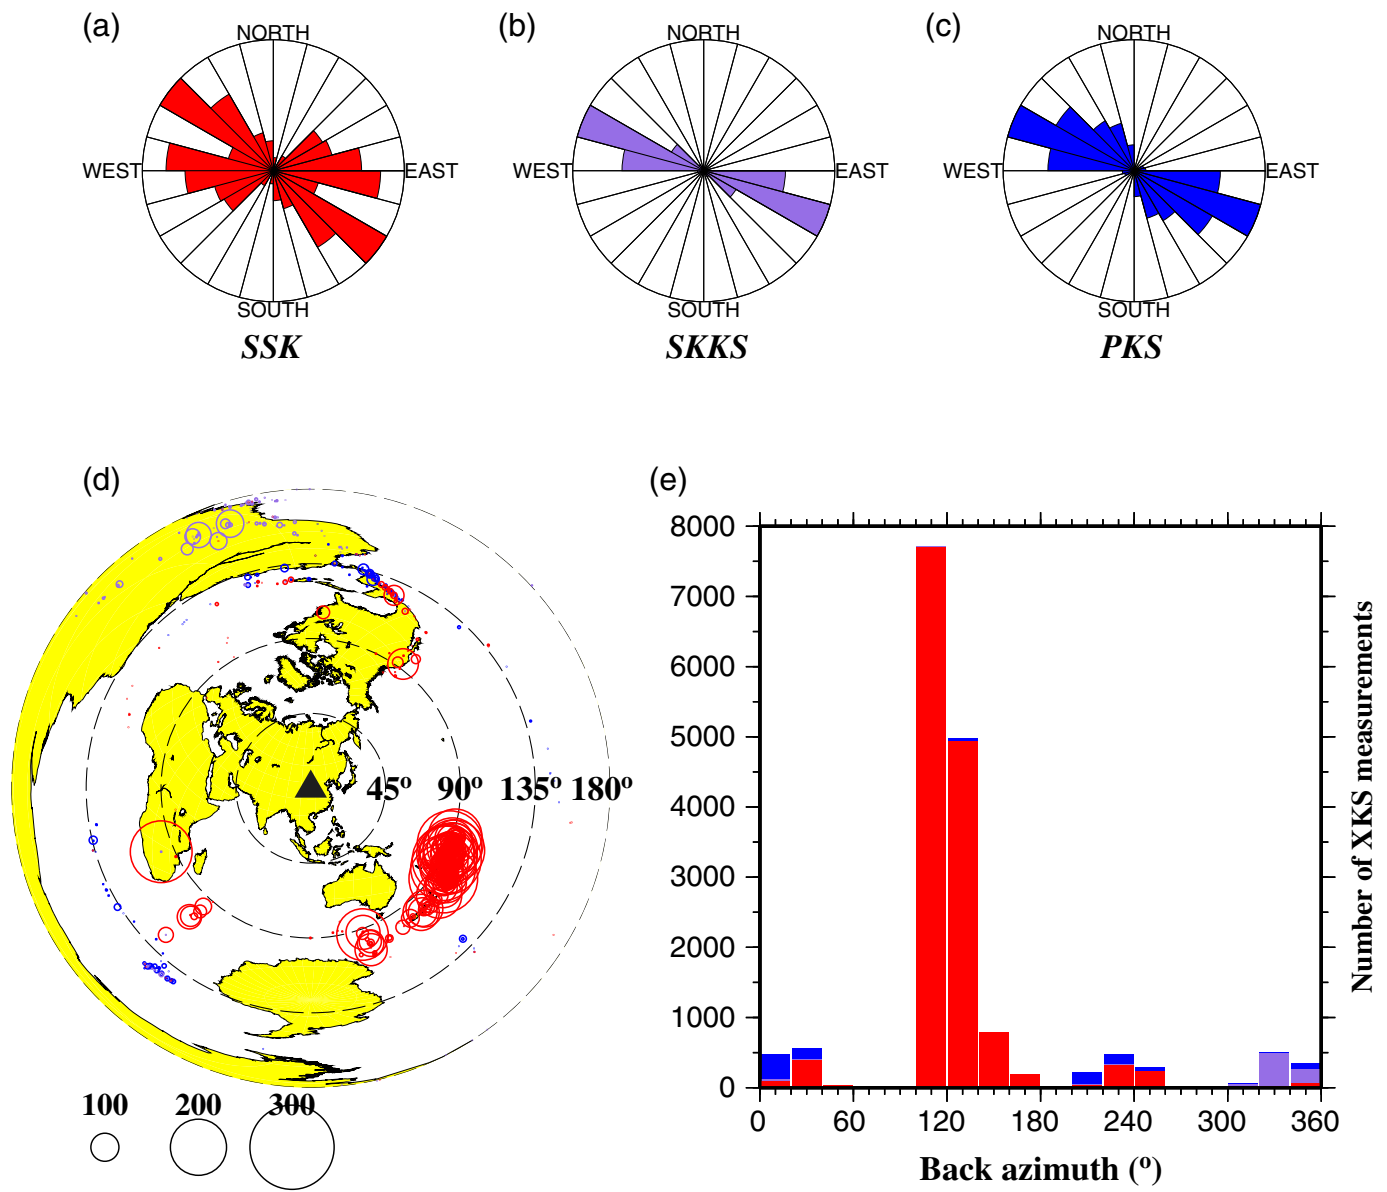 (a)
(b)
(c)
NORTH
NORTH
NORTH
WEST
EAST
WEST
EAST
WEST
EAST
SOUTH
SOUTH
SOUTH
SSK
SKKS
PKS
(d)
45º
90º
135º
180º
100
200
300
(e)
8000
7000
6000
5000
4000
3000
2000
1000
0
0
60
120
180
240
300
360
Back azimuth (º)
Number of XKS measurements